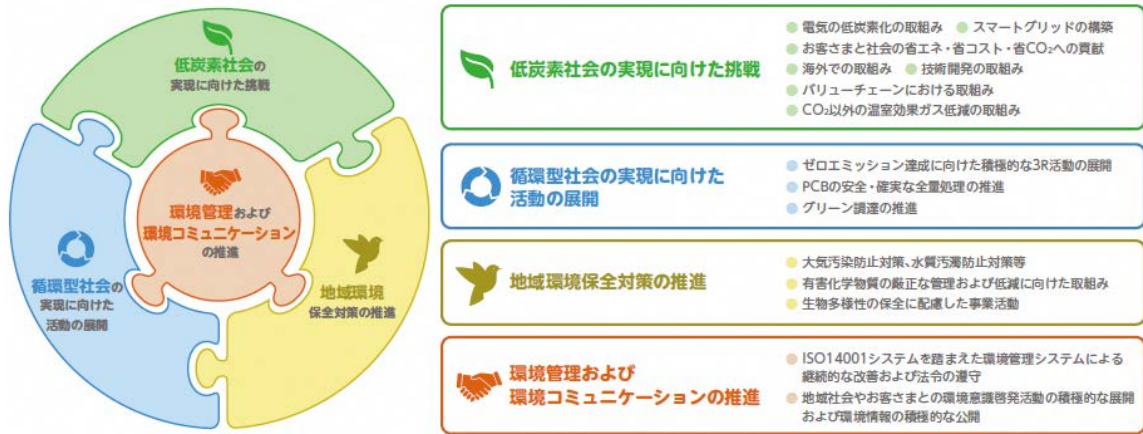 低炭素社会の
実現に向けた挑戦
環境管理および
環境コミュニケーション
の推進
循環型社会の
実現に向けた
活動の展開
地域環境
保全対策の推進
低炭素社会の実現に向けた挑戦
電気の低炭素化の取組み スマートグリッドの構築
お客さまと社会の省エネ・省コスト・省CO₂への貢献
海外での取組み 技術開発の取組み
バリューチェーンにおける取組み
CO₂以外の温室効果ガス低減の取組み
循環型社会の実現に向けた
活動の展開
ゼロエミッション達成に向けた積極的な3R活動の展開
PCBの安全・確実な全量処理の推進
グリーン調達の推進
地域環境保全対策の推進
大気汚染防止対策、水質汚濁防止対策等
有害化学物質の厳正な管理および低減に向けた取組み
生物多様性の保全に配慮した事業活動
環境管理および
環境コミュニケーションの推進
ISO14001システムを踏まえた環境管理システムによる
継続的な改善および法令の遵守
地域社会やお客さまとの環境意識啓発活動の積極的な展開
および環境情報の積極的な公開